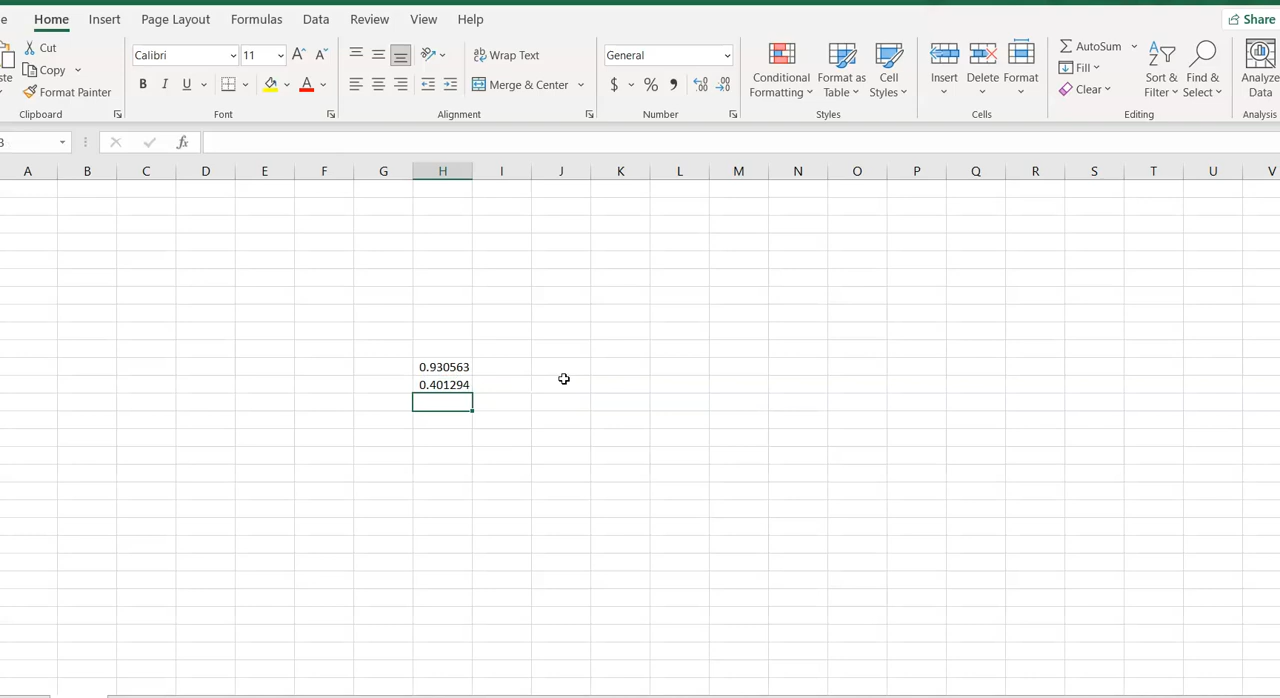 e Home Insert Page Layout Formulas Data Review View Help Share
Cut
Copy
Format Painter
ste
Clipboard
Calibri 11 A A
B I U A
Font
Wrap Text
Merge & Center
Alignment
General
$ % ,
Number
Conditional Formatting
Format as Table
Cell Styles
Styles
Insert Delete Format
Cells
AutoSum
Fill
Clear
Sort & Filter
Find & Select
Editing
Analyze Data
Analysis
3 fx
A B C D E F G H I J K L M N O P Q R S T U V
0.930563
0.401294